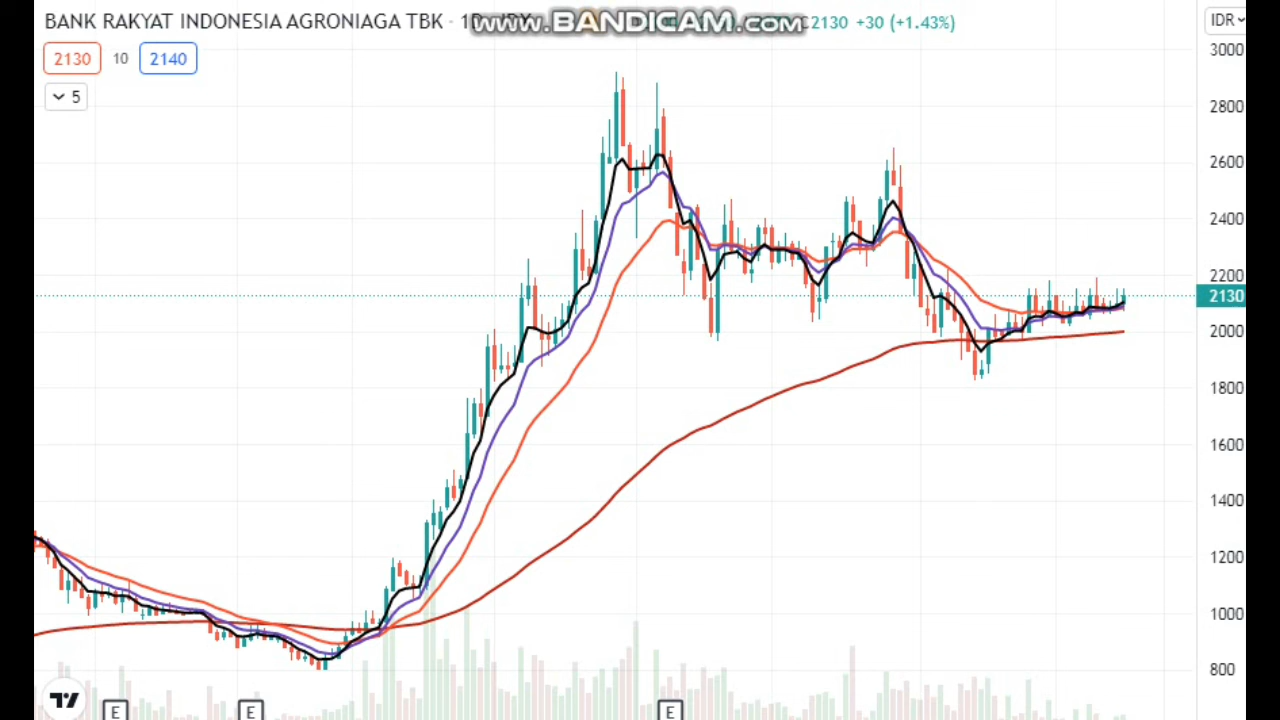 BANK RAKYAT INDONESIA AGRONIAGA TBK
www.BANDICAM.com
2130 +30 (+1.43%)
IDR
2130 10 2140
5
3000
2800
2600
2400
2200
2130
2000
1800
1600
1400
1200
1000
800
E E E